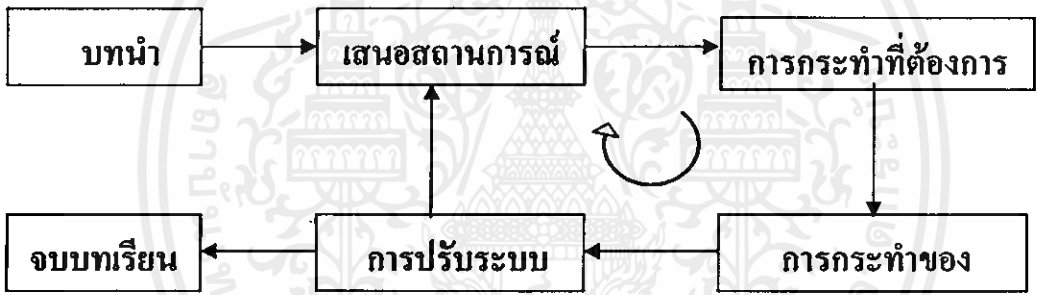 บทนำ
เสนอสถานการณ์
การกระทำที่ต้องการ
จบบทเรียน
การปรับระบบ
การกระทำของ